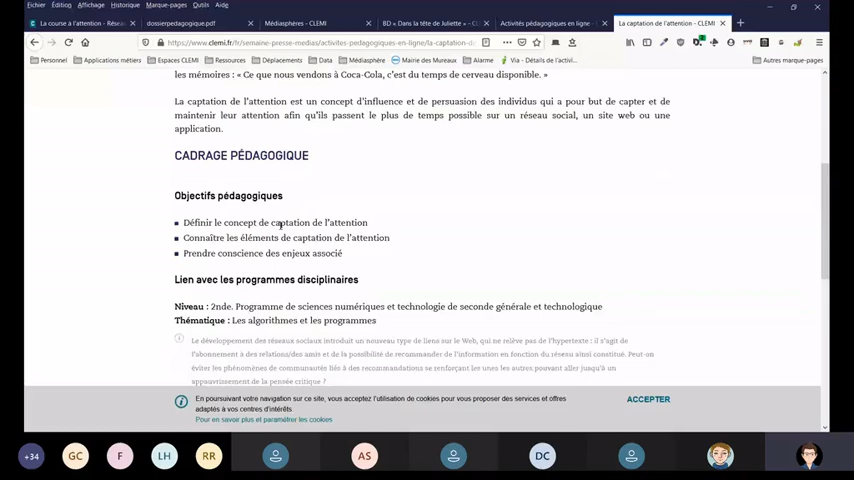 Fichier Édition Affichage Historique Marque-pages Outils Aide
La course à l'attention - Résea
dossierpedagogique.pdf
Médiasphères - CLEMI
BD « Dans la tête de Juliette » - C
Activités pédagogiques en ligne
La captation de l'attention - CLEMI
https://www.clemi.fr/fr/semaine-presse-medias/activites-pedagogiques-en-ligne/la-captation-d
Personnel Applications métiers Espaces CLEMI Ressources Déplacements Data Médiasphère Mairie des Mureaux Alarme Via - Détails de l'activi... Autres marque-pages
les mémoires : « Ce que nous vendons à Coca-Cola, c'est du temps de cerveau disponible. »
La captation de l'attention est un concept d'influence et de persuasion des individus qui a pour but de capter et de
maintenir leur attention afin qu'ils passent le plus de temps possible sur un réseau social, un site web ou une
application.
CADRAGE PÉDAGOGIQUE
Objectifs pédagogiques
Définir le concept de captation de l'attention
Connaître les éléments de captation de l'attention
Prendre conscience des enjeux associé
Lien avec les programmes disciplinaires
Niveau : 2nde. Programme de sciences numériques et technologie de seconde générale et technologique
Thématique : Les algorithmes et les programmes
Le développement des réseaux sociaux introduit un nouveau type de liens sur le Web, qui ne relève pas de l'hypertexte : il s'agit de
l'abonnement à des relations/des amis et de la possibilité de recommander de l'information en fonction du réseau ainsi constitué. Peut-on
éviter les phénomènes de communautés liés à des recommandations se renforçant les unes les autres pouvant aller jusqu'à un
appauvrissement de la pensée critique ?
En poursuivant votre navigation sur ce site, vous acceptez l'utilisation de cookies pour vous proposer des services et offres
adaptés à vos centres d'intérêts.
Pour en savoir plus et paramétrer les cookies
ACCEPTER
+34 GC F LH RR AS DC